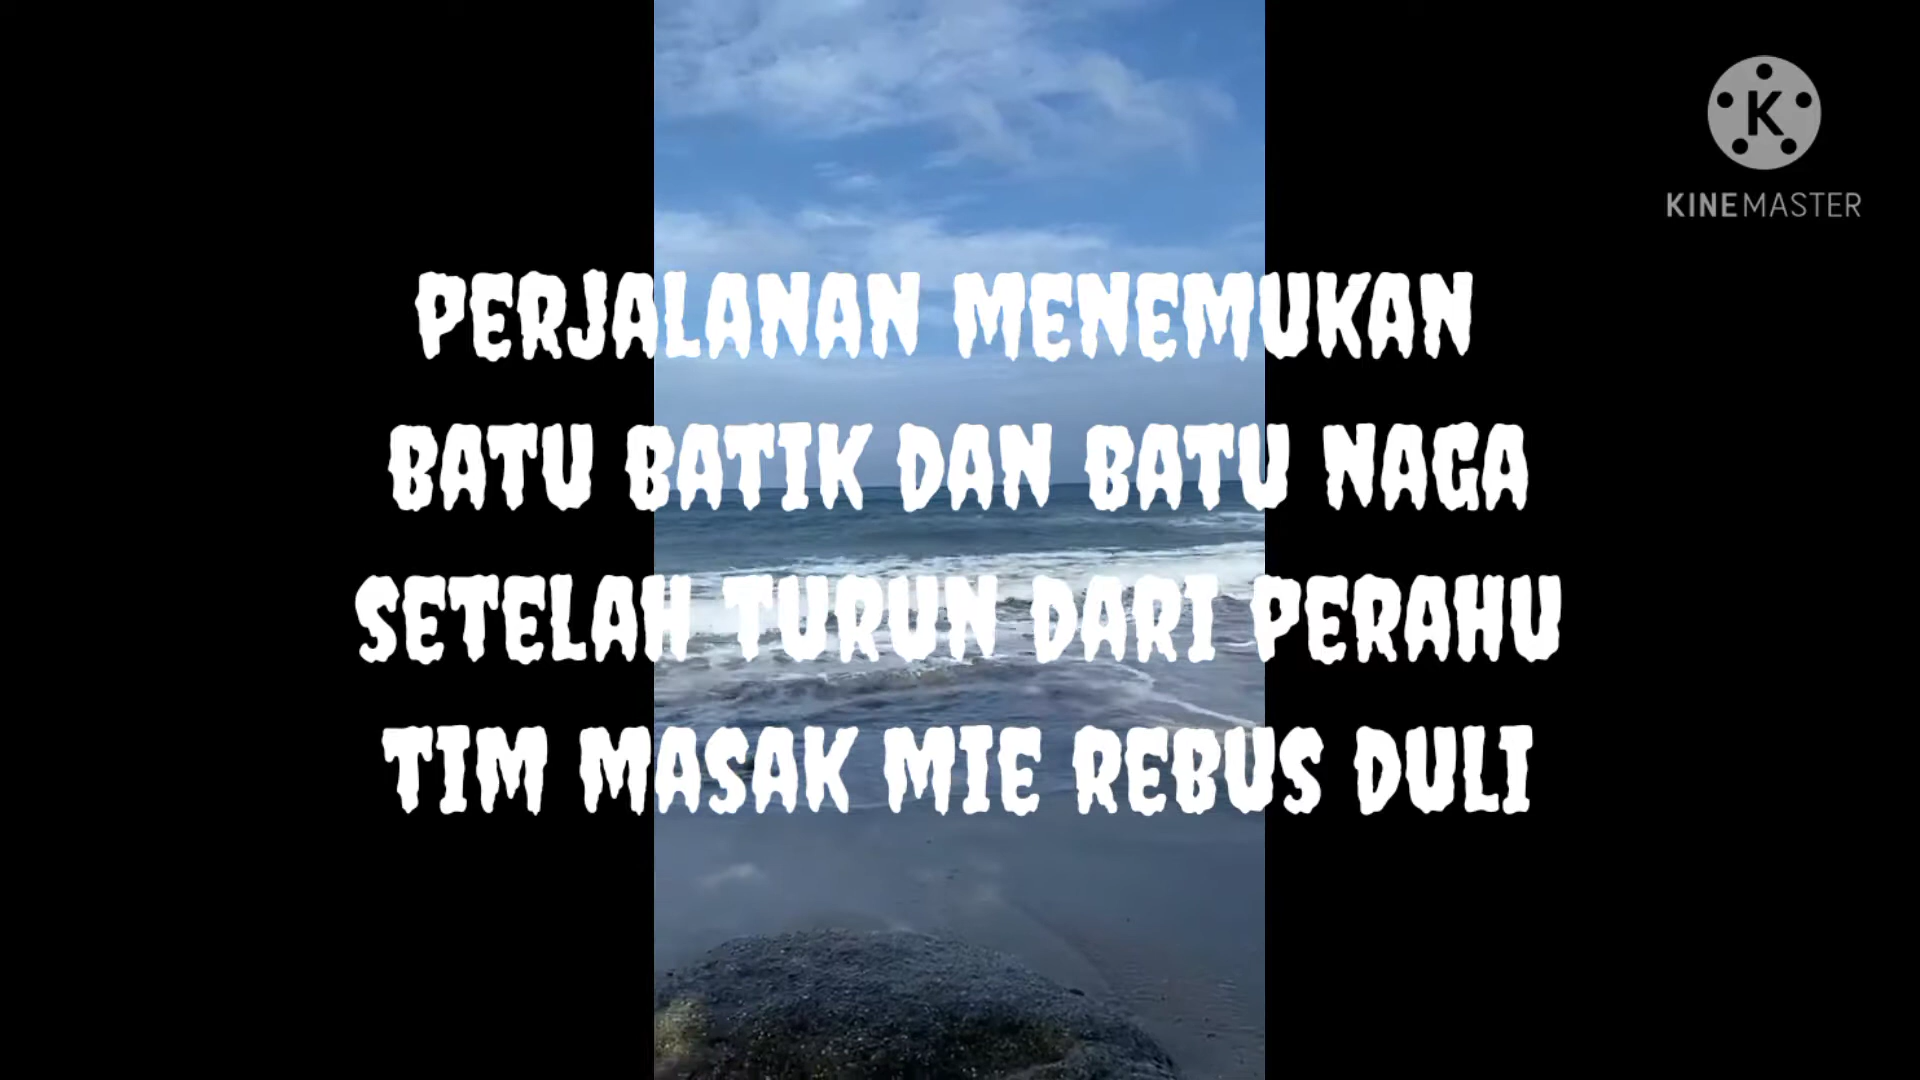 KINEMASTER
PERJALANAN MENEMUKAN
BATU BATIK DAN BATU NAGA
SETELAH TURUN DARI PERAHU
TIM MASAK MIE REBUS DULI